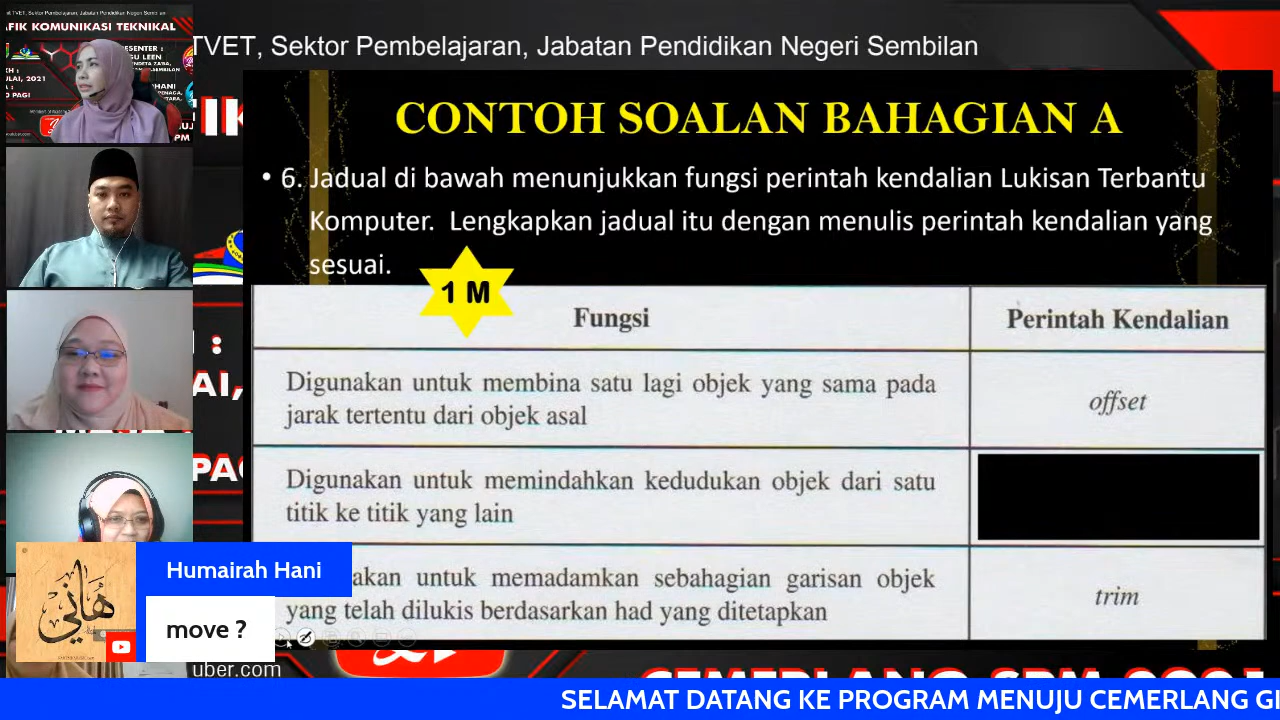 TVET, Sektor Pembelajaran, Jabatan Pendidikan Negeri Sembilan
AFIK KOMUNIKASI TEKNIKAL
CONTOH SOALAN BAHAGIAN A
• 6. Jadual di bawah menunjukkan fungsi perintah kendalian Lukisan Terbantu
Komputer. Lengkapkan jadual itu dengan menulis perintah kendalian yang
sesuai.
1 M
Fungsi
Perintah Kendalian
Digunakan untuk membina satu lagi objek yang sama pada
jarak tertentu dari objek asal
offset
Digunakan untuk memindahkan kedudukan objek dari satu
titik ke titik yang lain
akan untuk memadamkan sebahagian garisan objek
yang telah dilukis berdasarkan had yang ditetapkan
trim
Humairah Hani
move ?
uber.com
SELAMAT DATANG KE PROGRAM MENUJU CEMERLANG GI